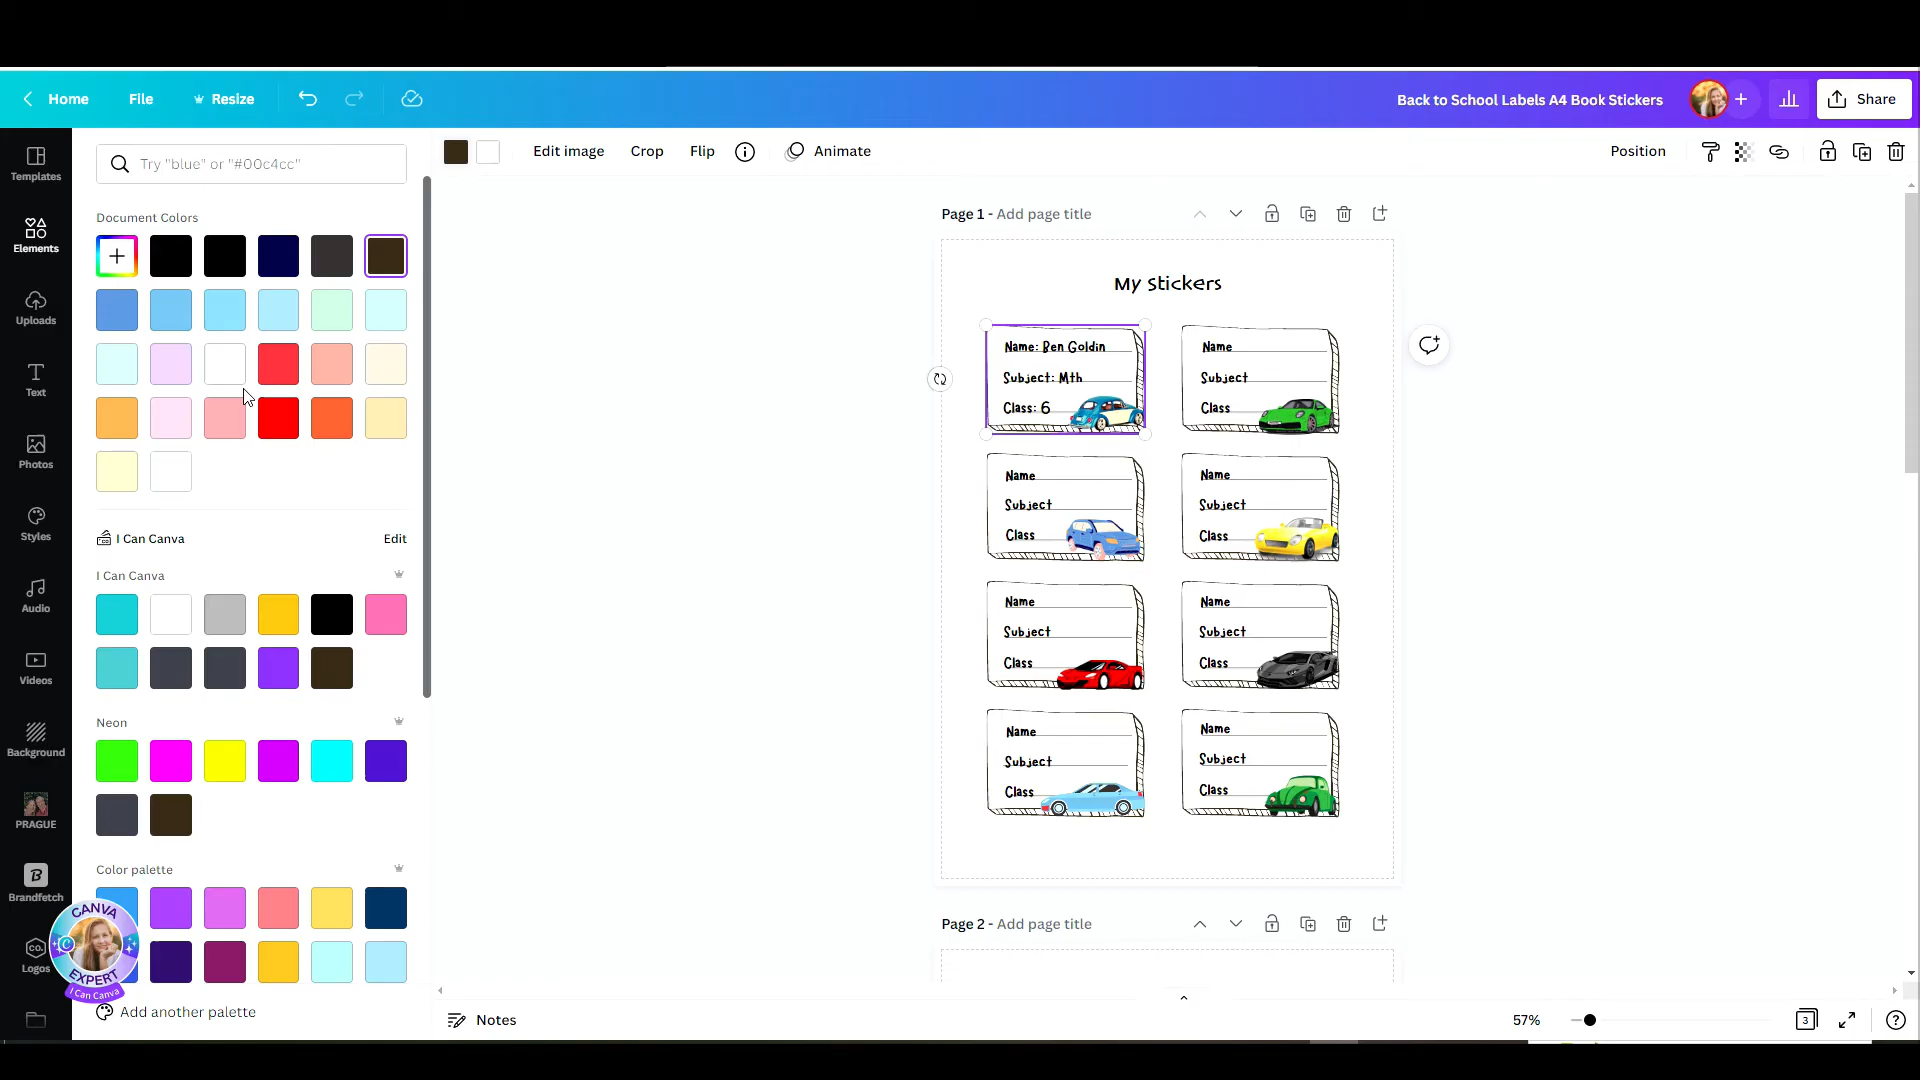 Home File Resize Back to School Labels A4 Book Stickers Share
Templates
Elements
Uploads
Text
Photos
Styles
Audio
Videos
Background
PRAGUE
Brandfetch
Logos
Try "blue" or "#00c4cc"
Document Colors
I Can Canva Edit
I Can Canva
Neon
Color palette
Add another palette
CANVA
EXPERT
I Can Canva
Edit image Crop Flip Animate Position
Page 1 - Add page title
My stickers
Name: Ben Goldin
Subject: Mth
Class: 6
Name
Subject
Class
Name
Subject
Class
Name
Subject
Class
Name
Subject
Class
Name
Subject
Class
Name
Subject
Class
Name
Subject
Class
Page 2 - Add page title
Notes 57% 3